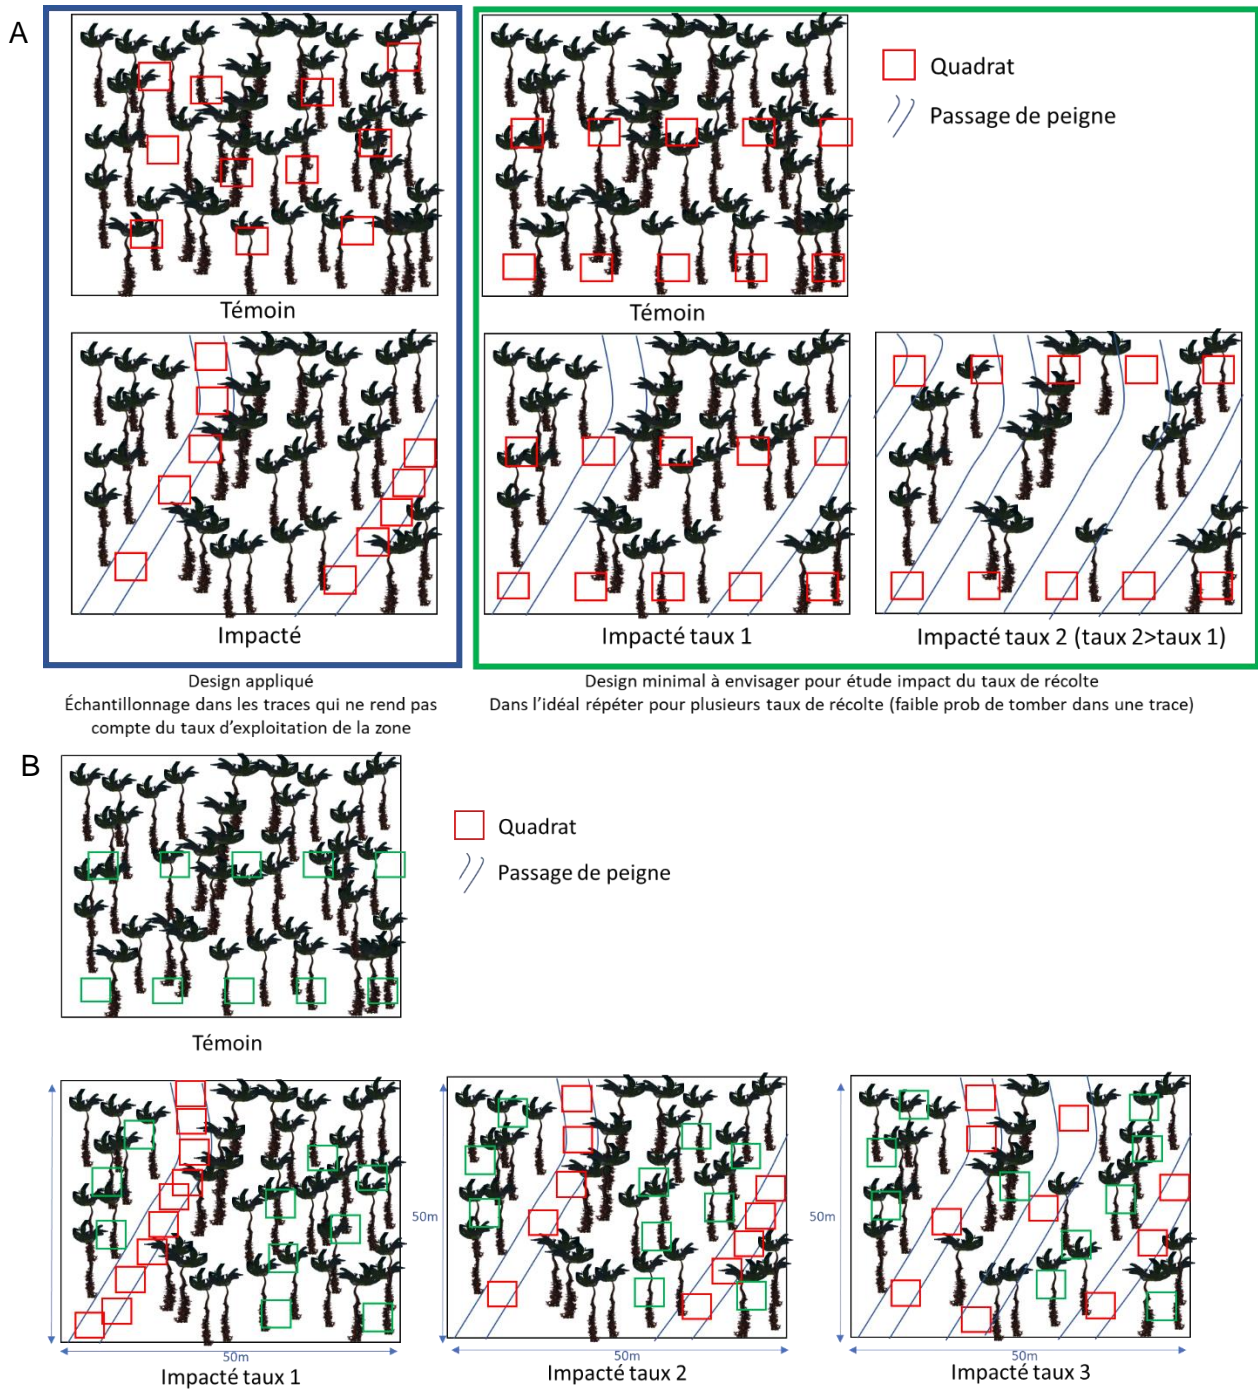 A
Quadrat
Passage de peigne
Témoin
Témoin
Impacté
Impacté taux 1
Impacté taux 2 (taux 2>taux 1)
Design appliqué
Échantillonnage dans les traces qui ne rend pas
compte du taux d’exploitation de la zone
Design minimal à envisager pour étude impact du taux de récolte
Dans l’idéal répéter pour plusieurs taux de récolte (faible prob de tomber dans une trace)
B
Quadrat
Passage de peigne
Témoin
50m
50m
50m
50m
50m
Impacté taux 1
Impacté taux 2
Impacté taux 3